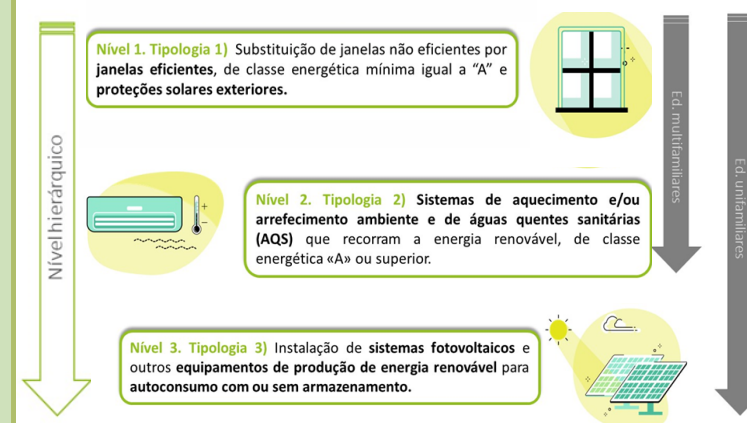 Nível hierárquico
Nível 1. Tipologia 1) Substituição de janelas não eficientes por
janelas eficientes, de classe energética mínima igual a “A” e
proteções solares exteriores.
Nível 2. Tipologia 2) Sistemas de aquecimento e/ou
arrefecimento ambiente e de águas quentes sanitárias
(AQS) que recorram a energia renovável, de classe
energética «A» ou superior.
Nível 3. Tipologia 3) Instalação de sistemas fotovoltaicos e
outros equipamentos de produção de energia renovável para
autoconsumo com ou sem armazenamento.
Ed. multifamiliares
Ed. unifamiliares